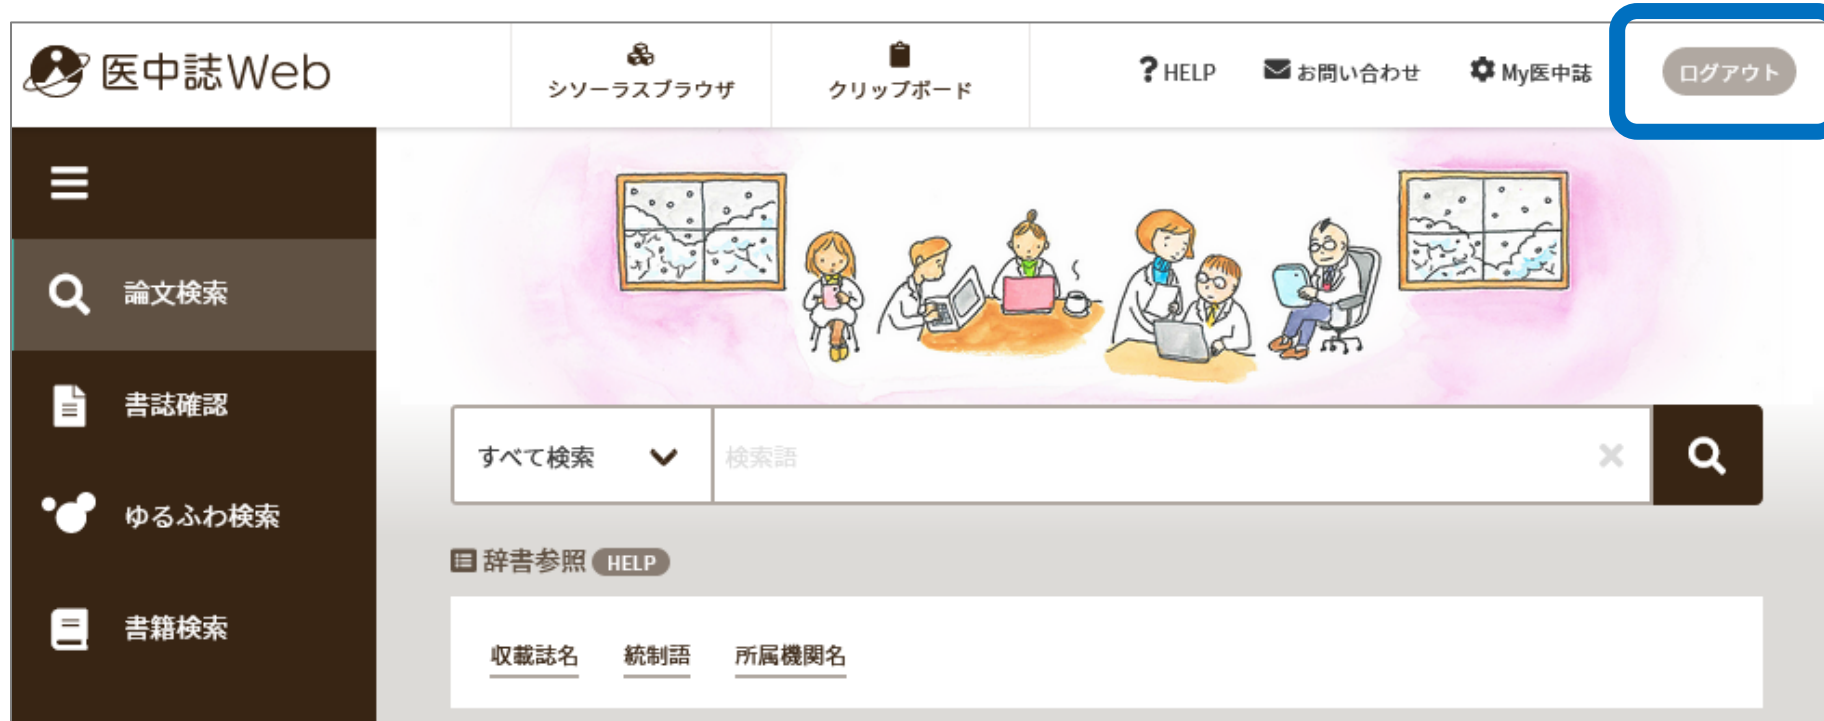 医中誌Web
シソーラスブラウザ
クリップボード
? HELP
お問い合わせ
My医中誌
ログアウト
論文検索
書誌確認
ゆるふわ検索
書籍検索
すべて検索
検索語
辞書参照 HELP
収載誌名 統制語 所属機関名